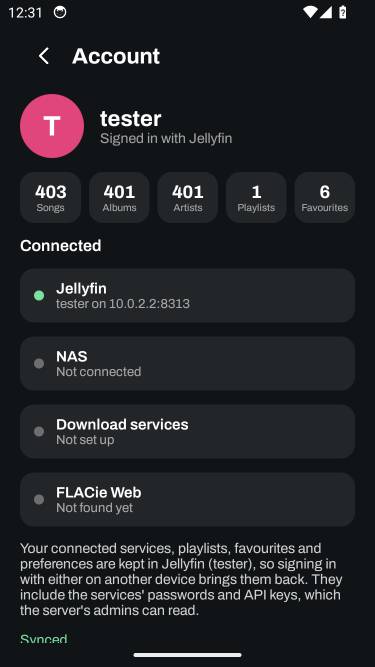 12:31
Account
T
tester
Signed in with Jellyfin
403 401 401 1 6
Songs Albums Artists Playlists Favourites
Connected
Jellyfin
tester on 10.0.2.2:8313
NAS
Not connected
Download services
Not set up
FLACie Web
Not found yet
Your connected services, playlists, favourites and
preferences are kept in Jellyfin (tester), so signing in
with either on another device brings them back. They
include the services' passwords and API keys, which
the server's admins can read.
Synced